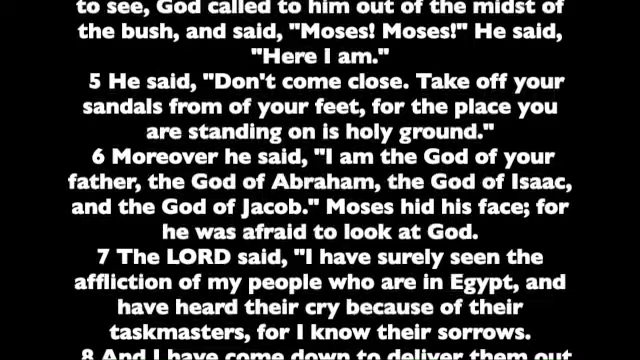 to see, God called to him out of the midst of
the bush, and said, "Moses! Moses!" He said,
"Here I am."
5 He said, "Don't come close. Take off your
sandals from of your feet, for the place you
are standing on is holy ground."
6 Moreover he said, "I am the God of your
father, the God of Abraham, the God of Isaac,
and the God of Jacob." Moses hid his face; for
he was afraid to look at God.
7 The LORD said, "I have surely seen the
affliction of my people who are in Egypt, and
have heard their cry because of their
taskmasters, for I know their sorrows.
8 And I have come down to deliver them out